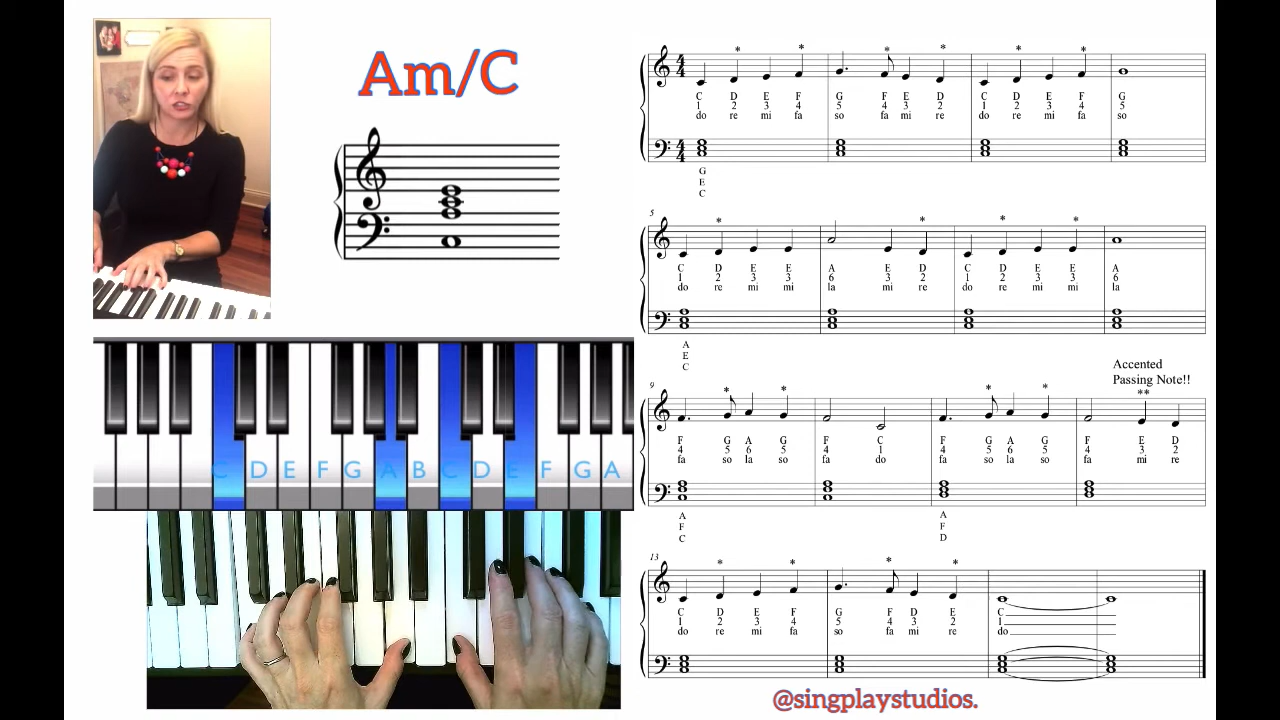 Am/C
* * * * * * *
C D E F G F E D C D E F G
1 2 3 4 5 4 3 2 1 2 3 4 5
do re mi fa so fa mi re do re mi fa so
G
E
C
5
* * * *
C D E E A E D C D E E A
1 2 3 3 6 3 2 1 2 3 3 6
do re mi mi la mi re do re mi mi la
A
E
C
Accented
Passing Note!!
9
* * * * **
F G A G F C F G A G F E D
4 5 6 5 4 1 4 5 6 5 4 3 2
fa so la so fa do fa so la so fa mi re
A A
F F
C D
13
* * * *
C D E F G F D E C
1 2 3 4 5 4 3 2 1
do re mi fa so fa mi re do
C D E F G A B C D E F G A
@singplaystudios.